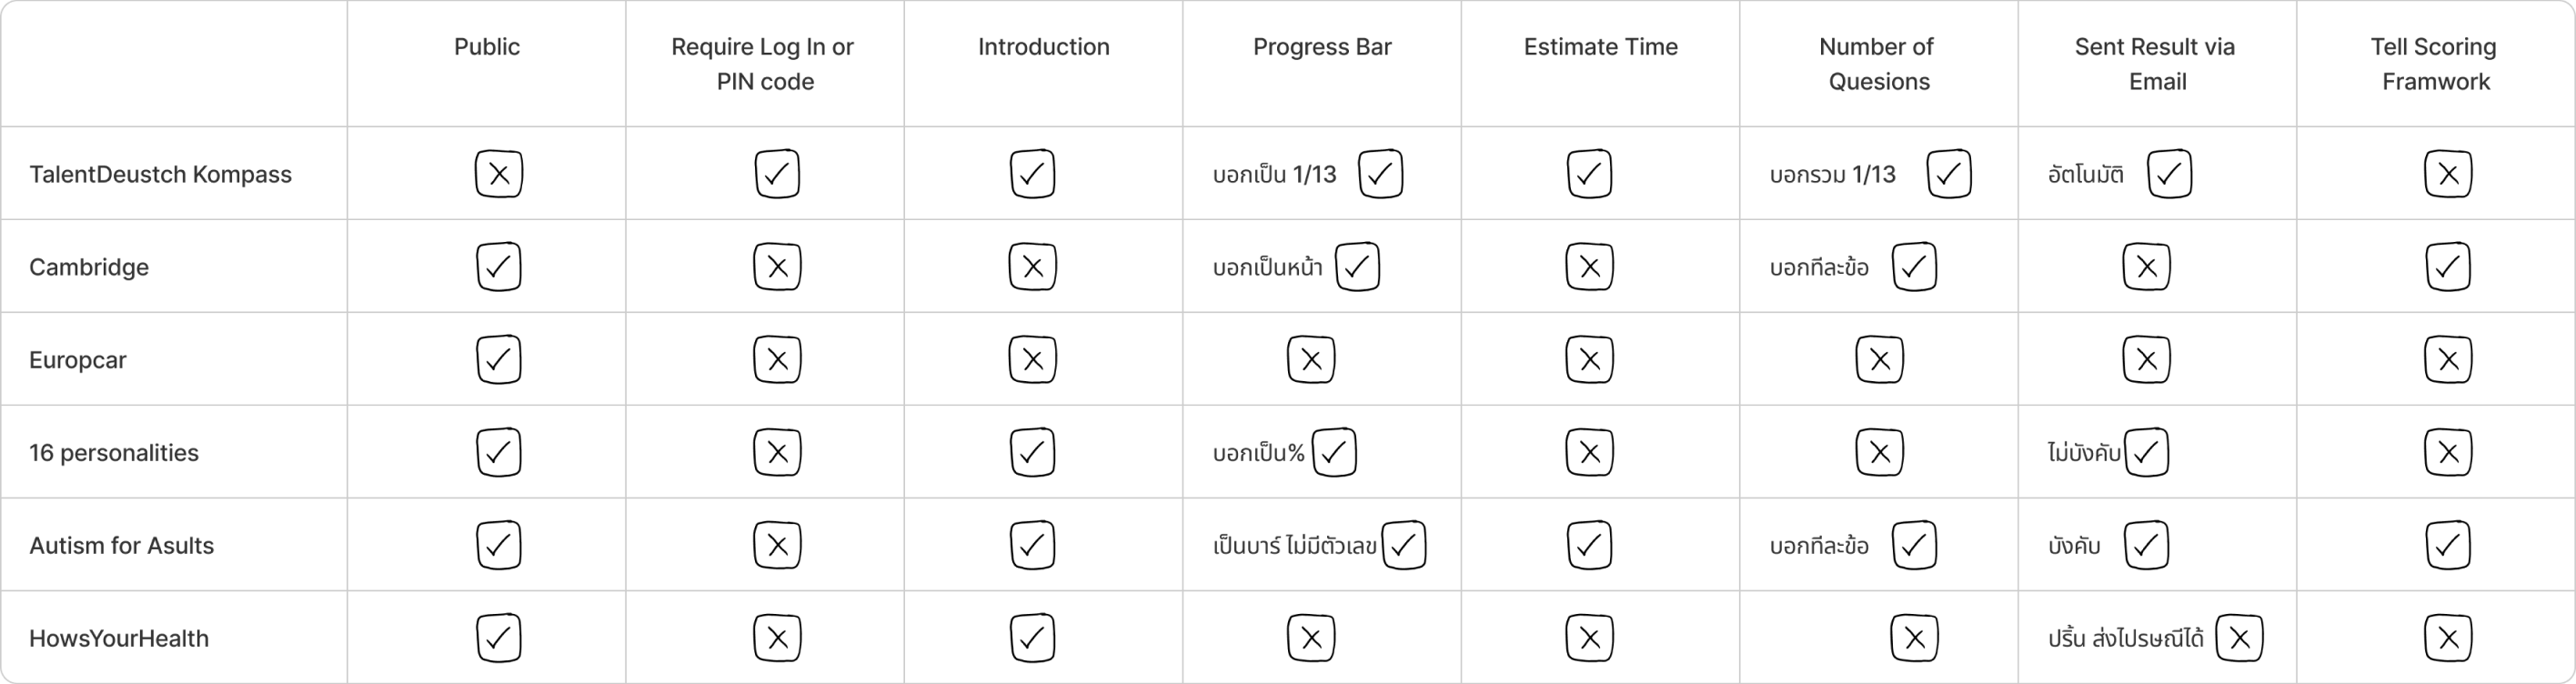 Public
Require Log In or
PIN code
Introduction
Progress Bar
Estimate Time
Number of
Quesions
Sent Result via
Email
Tell Scoring
Framwork
TalentDeustch Kompass
บอกเป็น 1/13
บอกรวม 1/13
อัตโนมัติ
Cambridge
บอกเป็นหน้า
บอกทีละข้อ
Europcar
16 personalities
บอกเป็น%
ไม่บังคับ
Autism for Asults
เป็นบาร์ ไม่มีตัวเลข
บอกทีละข้อ
บังคับ
HowsYourHealth
ปริ้น ส่งไปรษณีได้